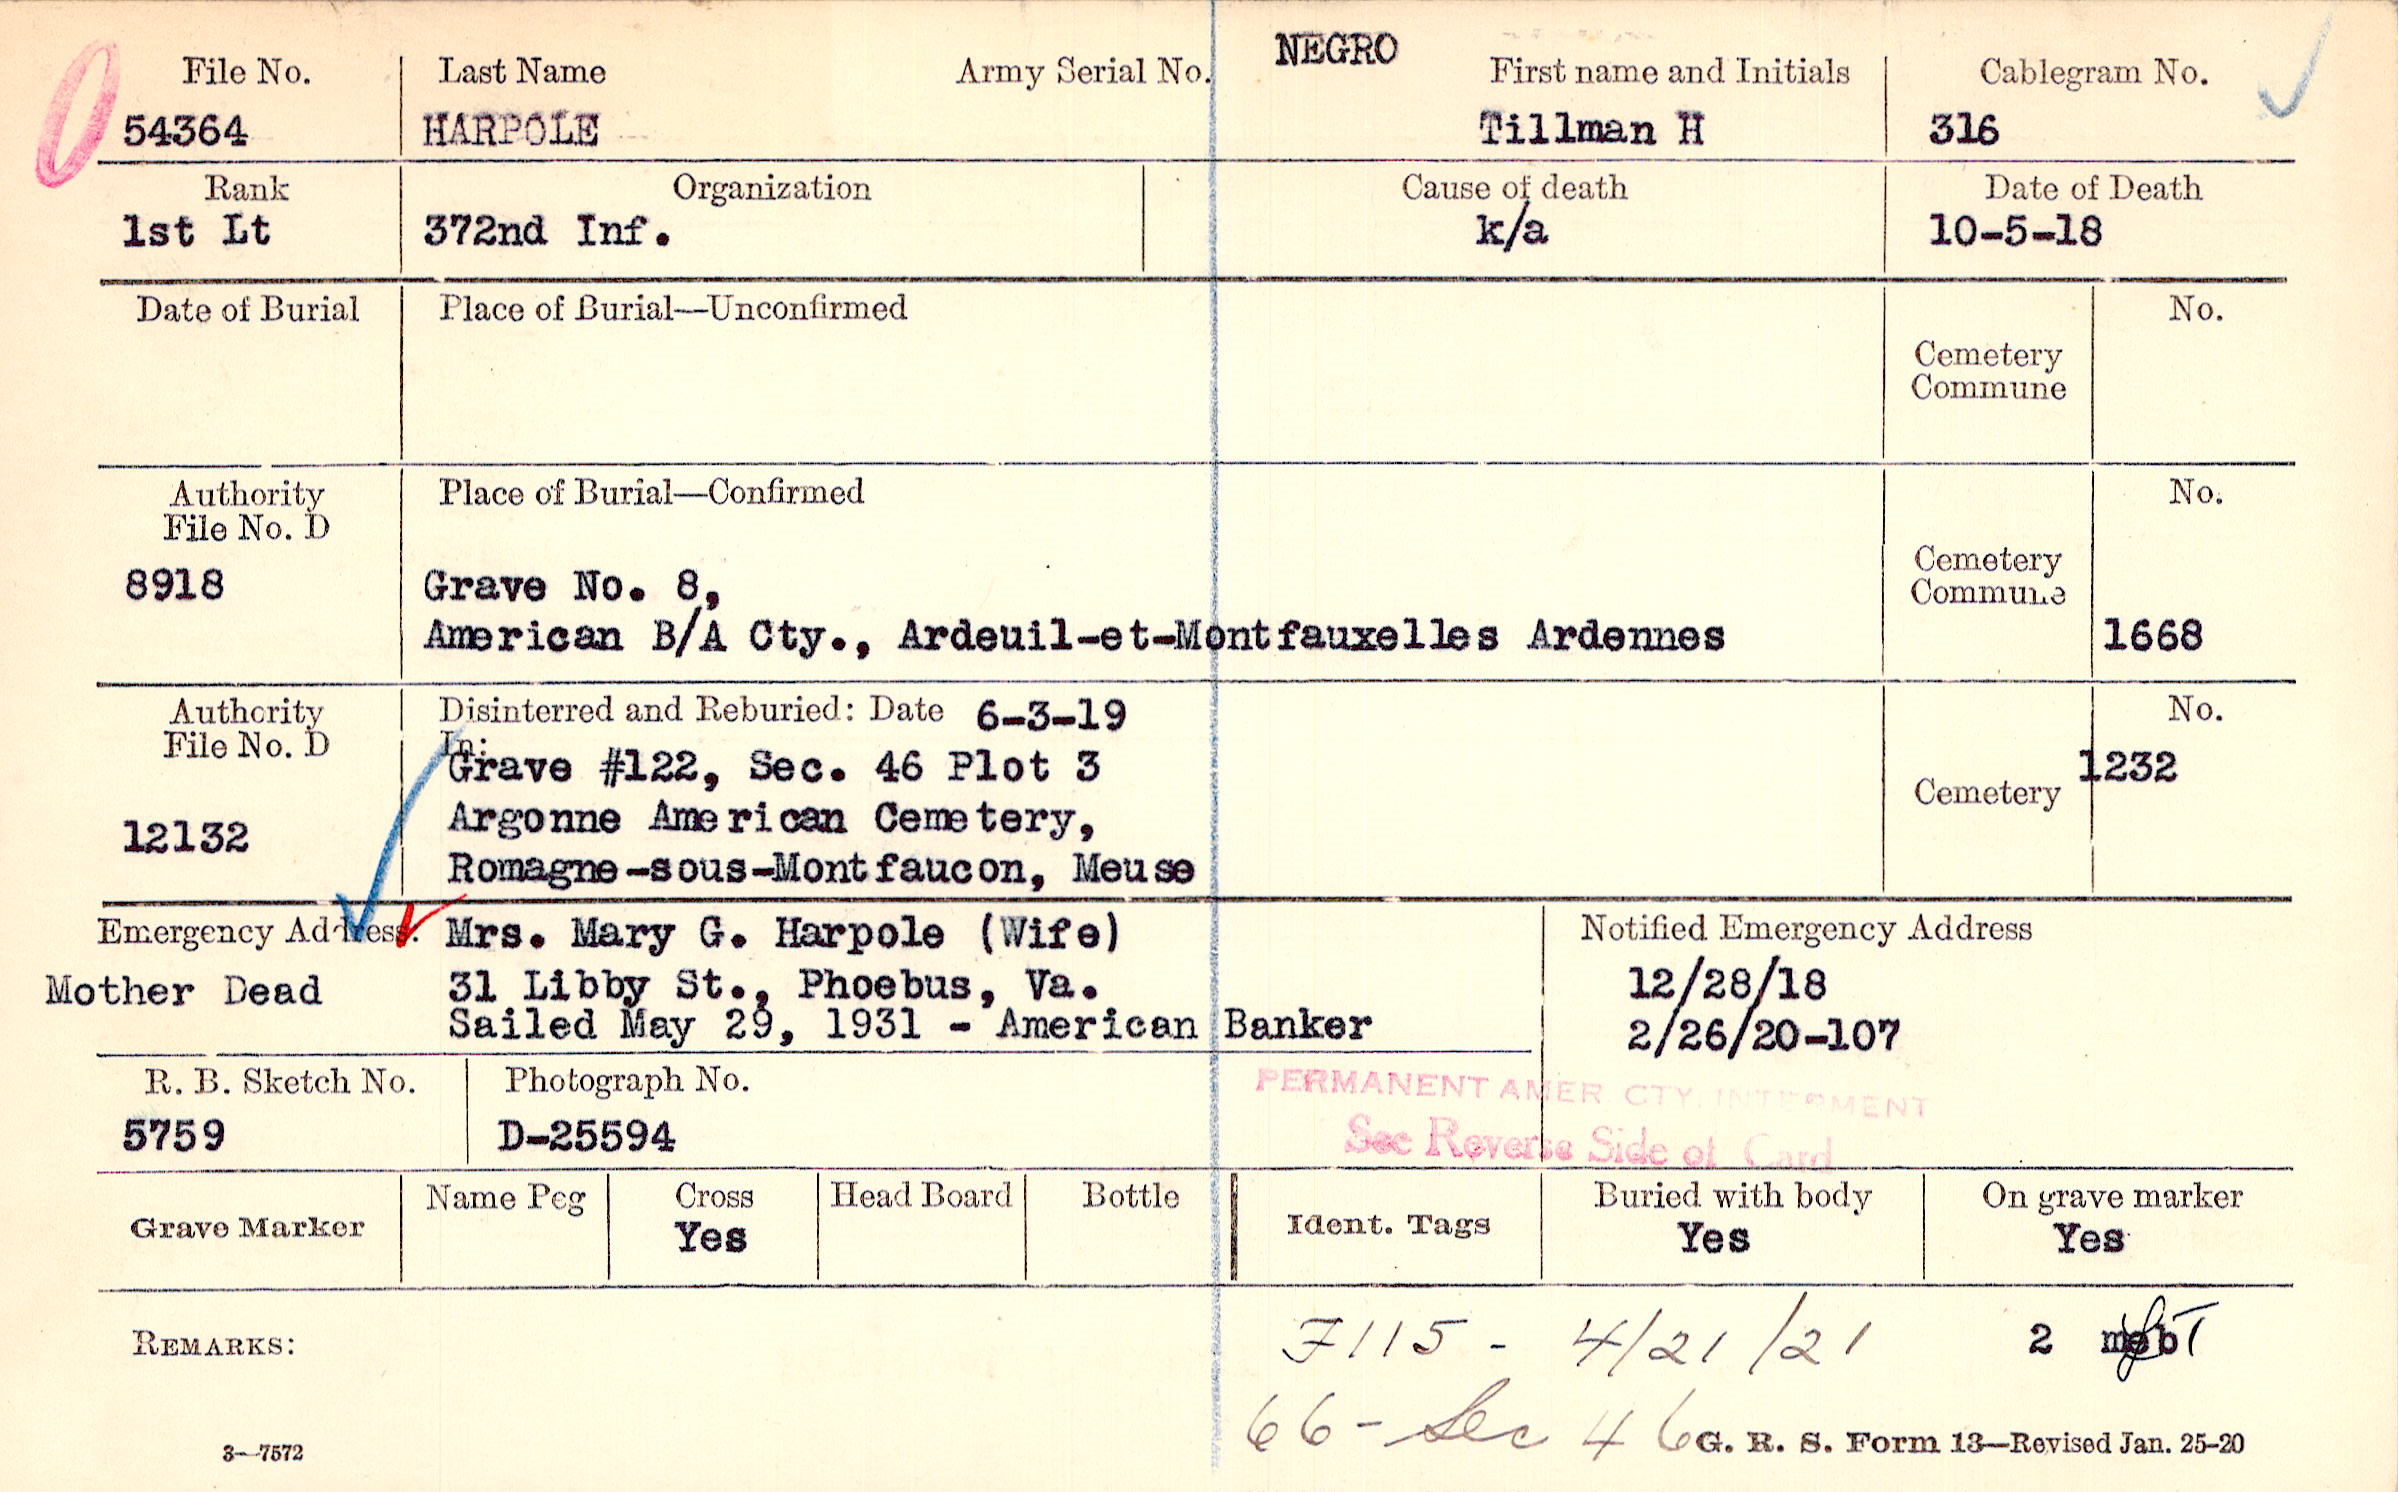 File No. Last Name Army Serial No. NEGRO First name and Initials Cablegram No.
54364 HARPOLE Tillman H 316
Rank Organization Cause of death Date of Death
1st Lt 372nd Inf. k/a 10-5-18
Date of Burial Place of Burial—Unconfirmed No.
Cemetery
Commune
Authority Place of Burial—Confirmed No.
File No. D
Cemetery
8918 Grave No. 8, Commune
American B/A Cty., Ardeuil-et-Montfauxelles Ardennes 1668
Authority Disinterred and Reburied: Date 6-3-19 No.
File No. D In:
Grave #122, Sec. 46 Plot 3 1232
Cemetery
12132 Argonne American Cemetery,
Romagne-sous-Montfaucon, Meuse
Emergency Address. Mrs. Mary G. Harpole (Wife) Notified Emergency Address
Mother Dead 31 Libby St., Phoebus, Va. 12/28/18
Sailed May 29, 1931 - American Banker 2/26/20-107
R. B. Sketch No. Photograph No. PERMANENT AMER CTY. INTERMENT
5759 D-25594 See Reverse Side of Card
Grave Marker Name Peg Cross Head Board Bottle Ident. Tags Buried with body On grave marker
Yes Yes Yes
REMARKS: F115 - 4/21/21 2
66 - Sec 46
3—7572 G. R. S. Form 13—Revised Jan. 25-20